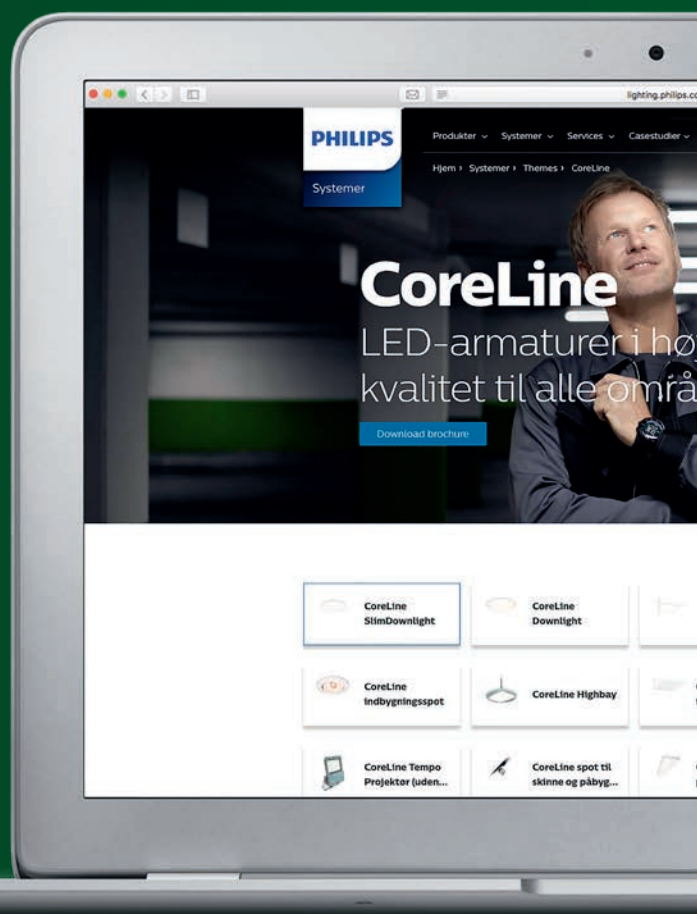 lighting.philips.co
PHILIPS
Systemer
Produkter Systemer Services Casestudier
Hjem › Systemer › Themes › CoreLine
CoreLine
LED-armaturer i høj
kvalitet til alle områ
Download brochure
CoreLine
SlimDownlight
CoreLine
Downlight
CoreLine
indbygningsspot
CoreLine Highbay
CoreLine Tempo
Projektør (uden...
CoreLine spot til
skinne og påbyg...